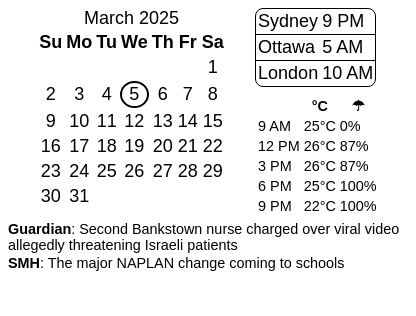 March 2025
Su Mo Tu We Th Fr Sa
1
2 3 4 5 6 7 8
9 10 11 12 13 14 15
16 17 18 19 20 21 22
23 24 25 26 27 28 29
30 31
Sydney 9 PM
Ottawa 5 AM
London 10 AM
°C ☂
9 AM 25°C 0%
12 PM 26°C 87%
3 PM 26°C 87%
6 PM 25°C 100%
9 PM 22°C 100%
Guardian: Second Bankstown nurse charged over viral video
allegedly threatening Israeli patients
SMH: The major NAPLAN change coming to schools